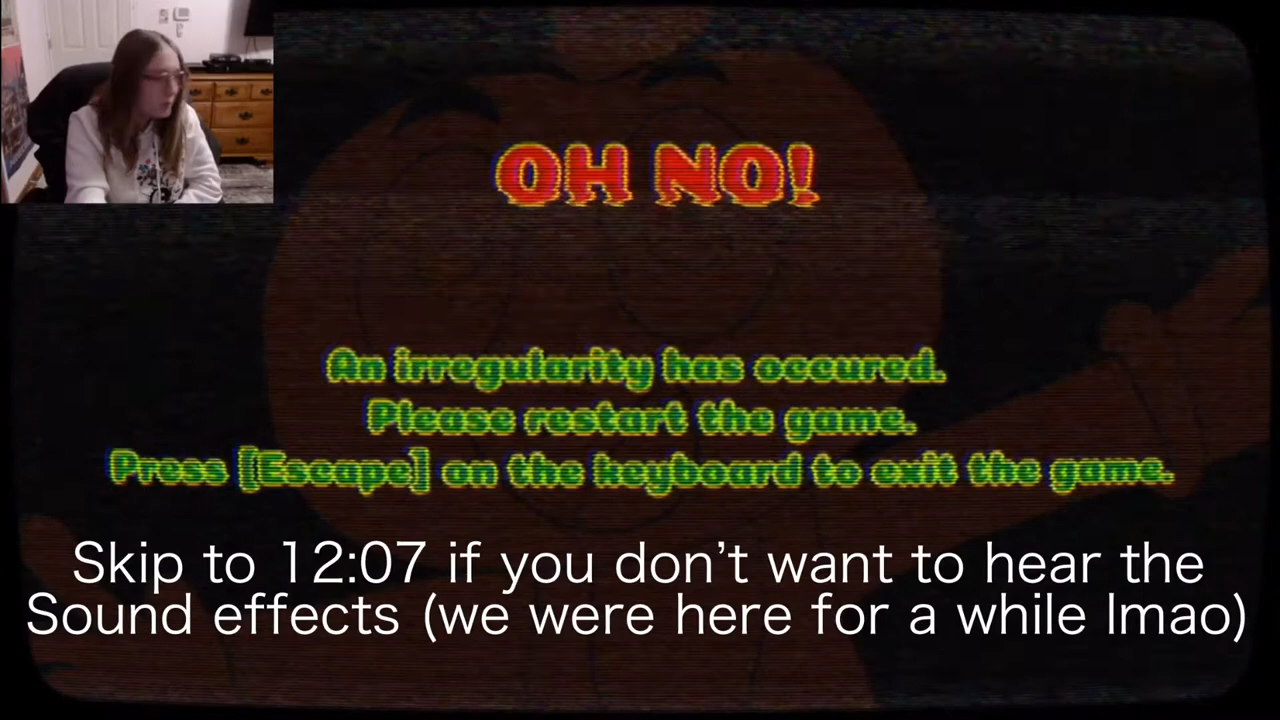 OH NO!
An irregularity has occured.
Please restart the game.
Press [Escape] on the keyboard to exit the game.
Skip to 12:07 if you don’t want to hear the
Sound effects (we were here for a while lmao)